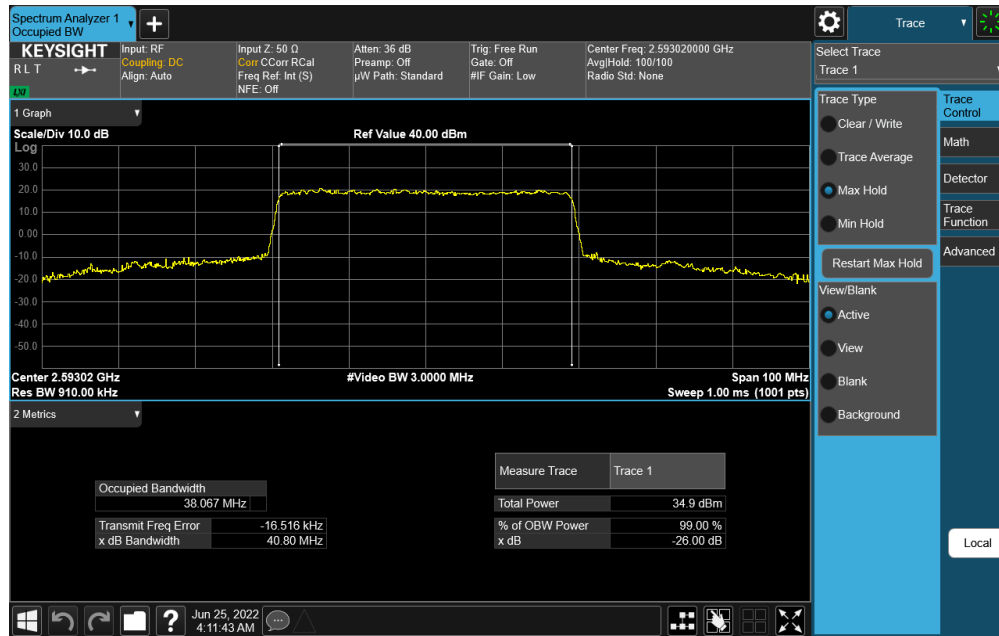 Spectrum Analyzer 1
Occupied BW
+
Trace
KEYSIGHT
R L T
LXI
Input: RF
Coupling: DC
Align: Auto
Input Z: 50 Ω
Corr CCorr RCal
Freq Ref: Int (S)
NFE: Off
Atten: 36 dB
Preamp: Off
µW Path: Standard
Trig: Free Run
Gate: Off
#IF Gain: Low
Center Freq: 2.593020000 GHz
Avg|Hold: 100/100
Radio Std: None
Select Trace
Trace 1
1 Graph
Scale/Div 10.0 dB
Ref Value 40.00 dBm
Log
30.0
20.0
10.0
0.00
-10.0
-20.0
-30.0
-40.0
-50.0
Center 2.59302 GHz
#Video BW 3.0000 MHz
Span 100 MHz
Res BW 910.00 kHz
Sweep 1.00 ms (1001 pts)
2 Metrics
Occupied Bandwidth
38.067 MHz
Transmit Freq Error -16.516 kHz
x dB Bandwidth 40.80 MHz
Measure Trace Trace 1
Total Power 34.9 dBm
% of OBW Power 99.00 %
x dB -26.00 dB
Trace Type
Clear / Write
Trace Average
Max Hold
Min Hold
Restart Max Hold
View/Blank
Active
View
Blank
Background
Trace
Control
Math
Detector
Trace
Function
Advanced
Local
?
Jun 25, 2022
4:11:43 AM